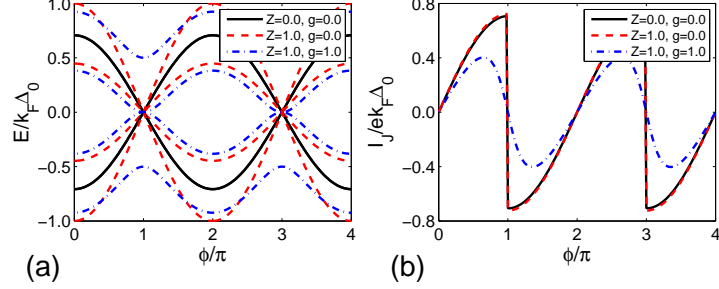 1.0
0.5
0.0
−0.5
−1.0
E/k_FΔ_0
Z=0.0, g=0.0
Z=1.0, g=0.0
Z=1.0, g=1.0
0 1 2 3 4
ϕ/π
(a)
0.8
0.4
0.0
−0.4
−0.8
I_J/ek_FΔ_0
Z=0.0, g=0.0
Z=1.0, g=0.0
Z=1.0, g=1.0
0 1 2 3 4
ϕ/π
(b)